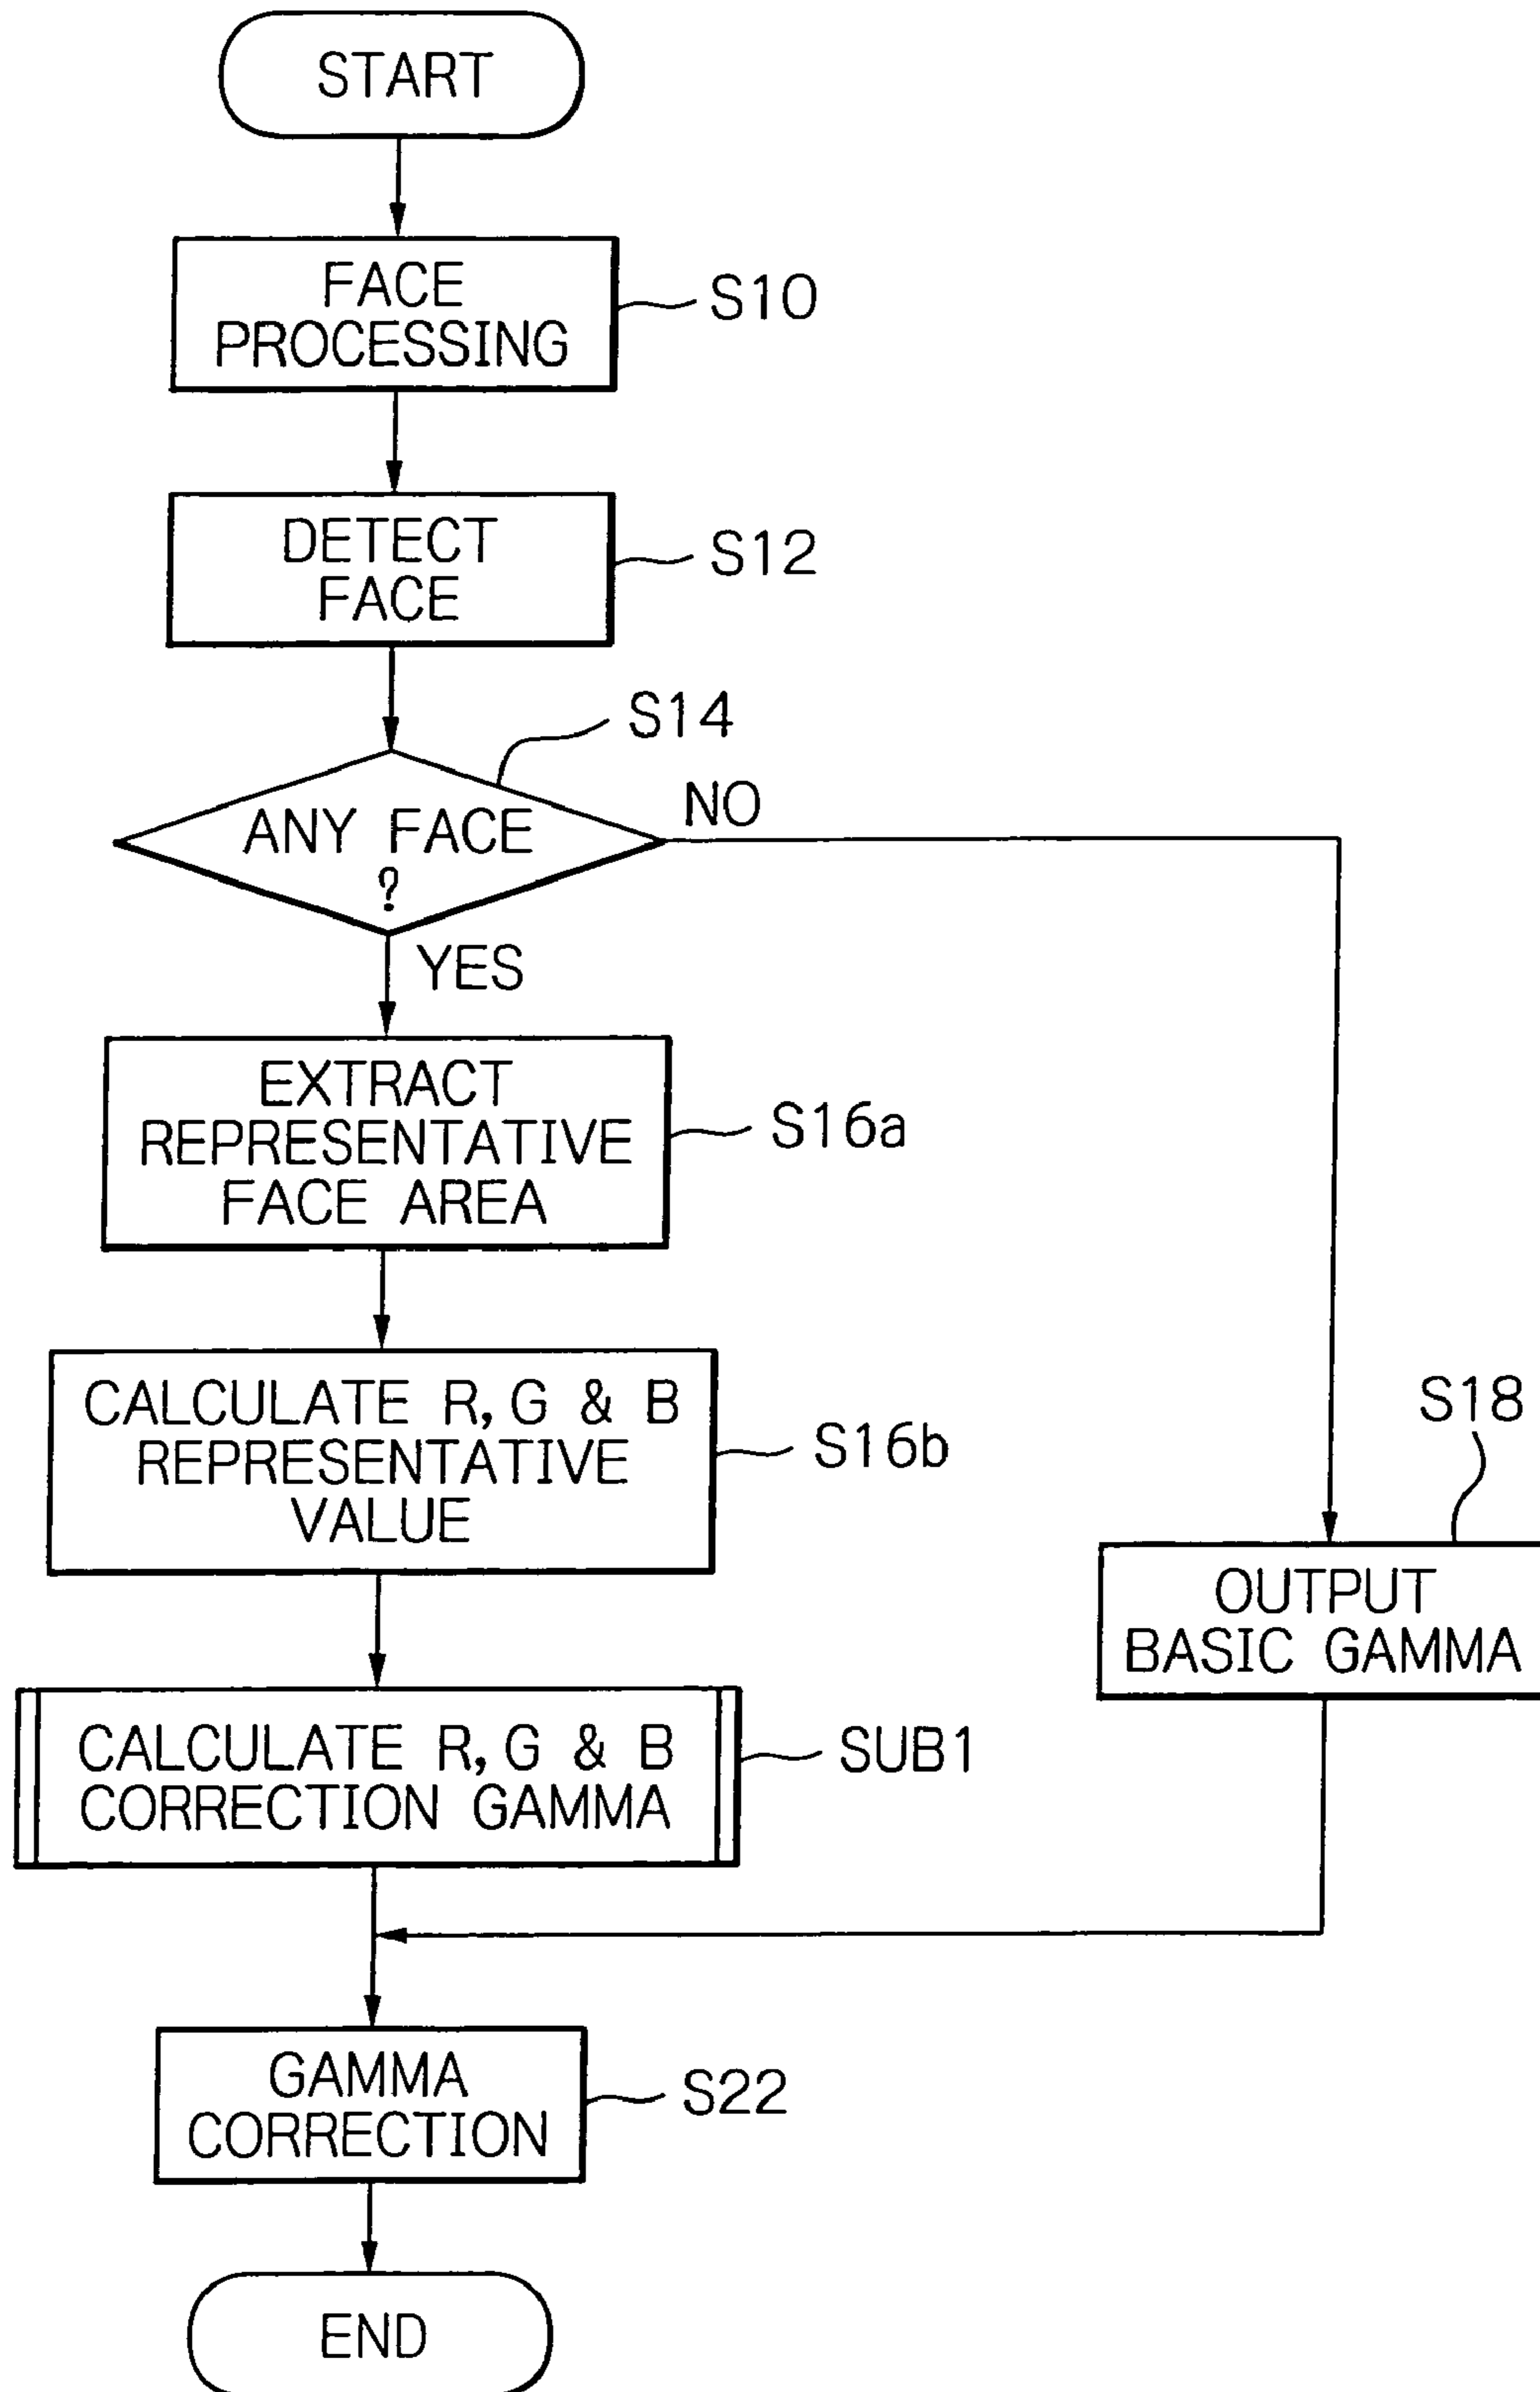 START
FACE
PROCESSING
S10
DETECT
FACE
S12
S14
ANY FACE
?
NO
YES
EXTRACT
REPRESENTATIVE
FACE AREA
S16a
CALCULATE R, G & B
REPRESENTATIVE
VALUE
S16b
S18
OUTPUT
BASIC GAMMA
CALCULATE R, G & B
CORRECTION GAMMA
SUB1
GAMMA
CORRECTION
S22
END